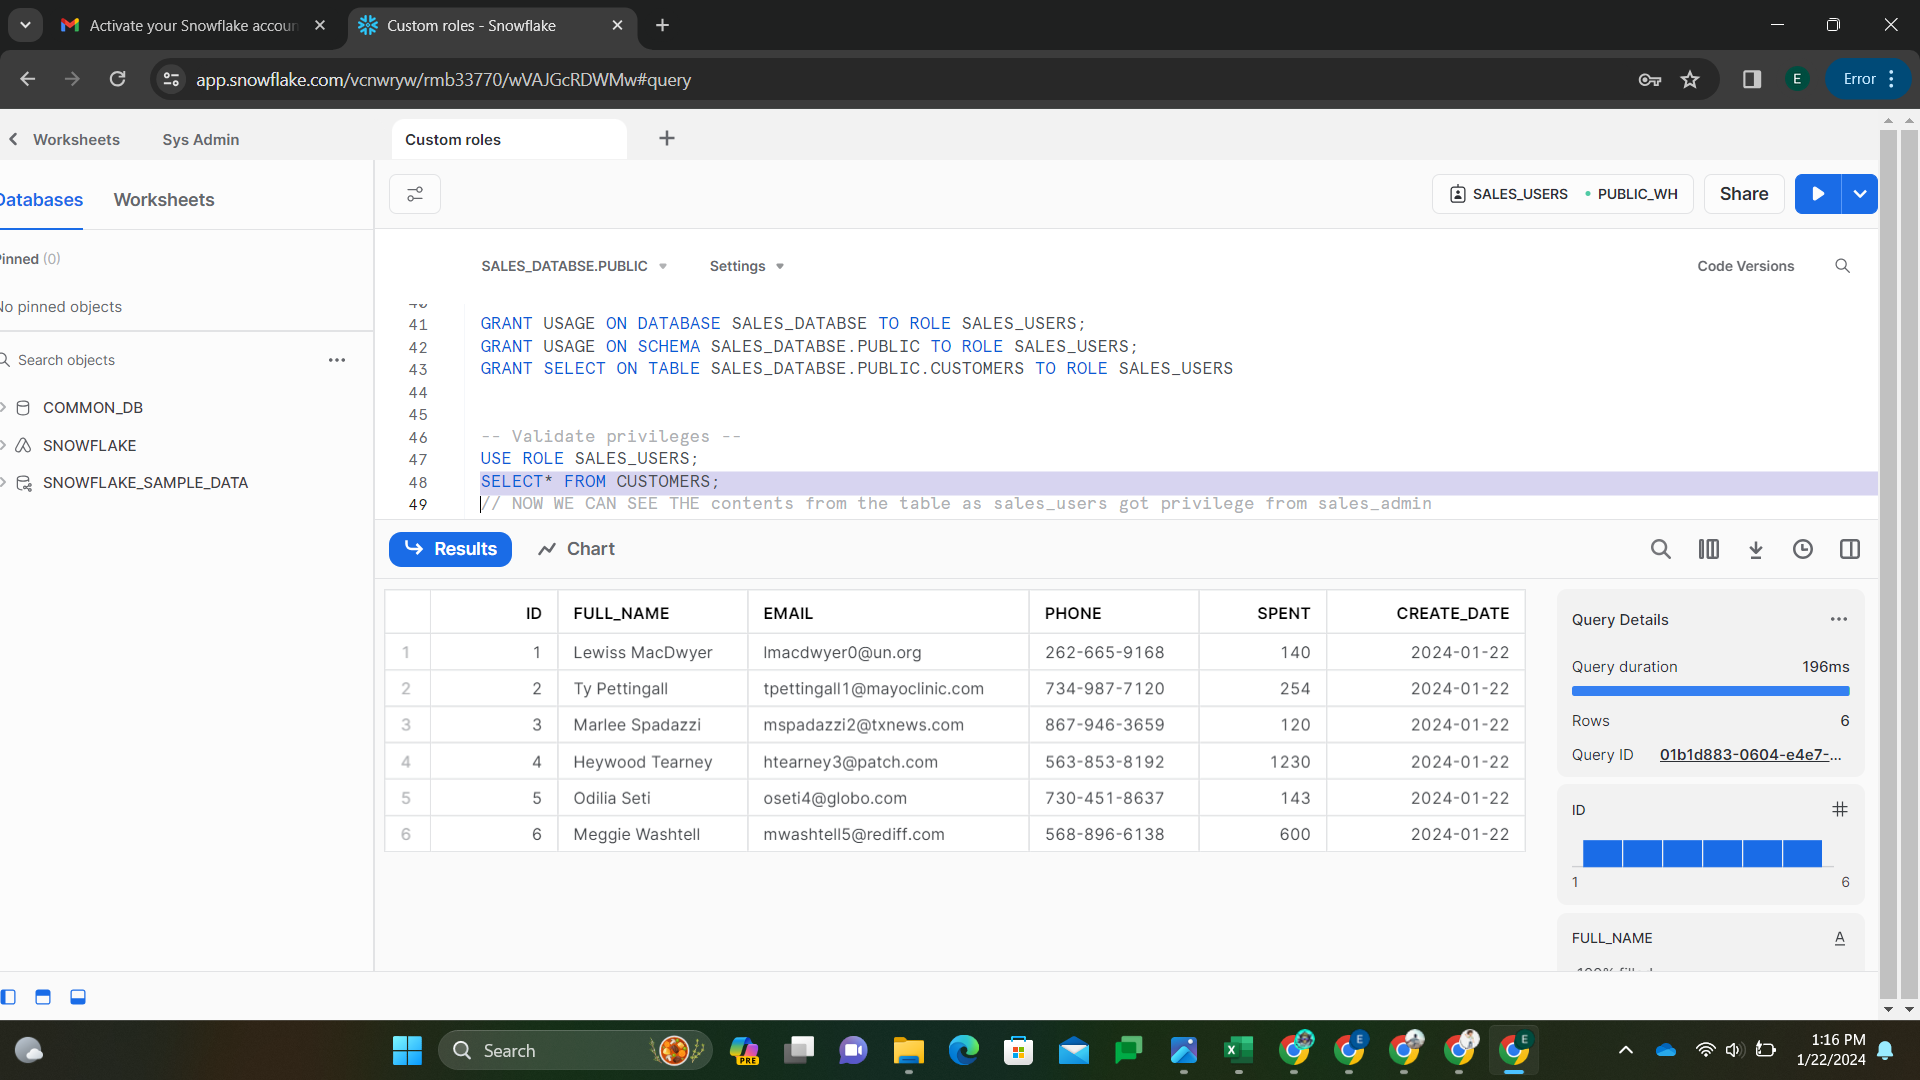 Activate your Snowflake accoun
Custom roles - Snowflake
app.snowflake.com/vcnwryw/rmb33770/wVAJGcRDWMw#query
E
Error
Worksheets
Sys Admin
Custom roles
Databases
Worksheets
SALES_USERS
PUBLIC_WH
Share
Pinned (0)
No pinned objects
SALES_DATABSE.PUBLIC
Settings
Code Versions
Search objects
COMMON_DB
SNOWFLAKE
SNOWFLAKE_SAMPLE_DATA
40
41 GRANT USAGE ON DATABASE SALES_DATABSE TO ROLE SALES_USERS;
42 GRANT USAGE ON SCHEMA SALES_DATABSE.PUBLIC TO ROLE SALES_USERS;
43 GRANT SELECT ON TABLE SALES_DATABSE.PUBLIC.CUSTOMERS TO ROLE SALES_USERS
44
45
46 -- Validate privileges --
47 USE ROLE SALES_USERS;
48 SELECT* FROM CUSTOMERS;
49 // NOW WE CAN SEE THE contents from the table as sales_users got privilege from sales_admin
Results
Chart
ID FULL_NAME EMAIL PHONE SPENT CREATE_DATE
1 1 Lewiss MacDwyer lmacdwyer0@un.org 262-665-9168 140 2024-01-22
2 2 Ty Pettingall tpettingall1@mayoclinic.com 734-987-7120 254 2024-01-22
3 3 Marlee Spadazzi mspadazzi2@txnews.com 867-946-3659 120 2024-01-22
4 4 Heywood Tearney htearney3@patch.com 563-853-8192 1230 2024-01-22
5 5 Odilia Seti oseti4@globo.com 730-451-8637 143 2024-01-22
6 6 Meggie Washtell mwashtell5@rediff.com 568-896-6138 600 2024-01-22
Query Details
Query duration 196ms
Rows 6
Query ID 01b1d883-0604-e4e7-...
ID
1 6
FULL_NAME A
100% filled
Search
PRE
E
E
1:16 PM
1/22/2024